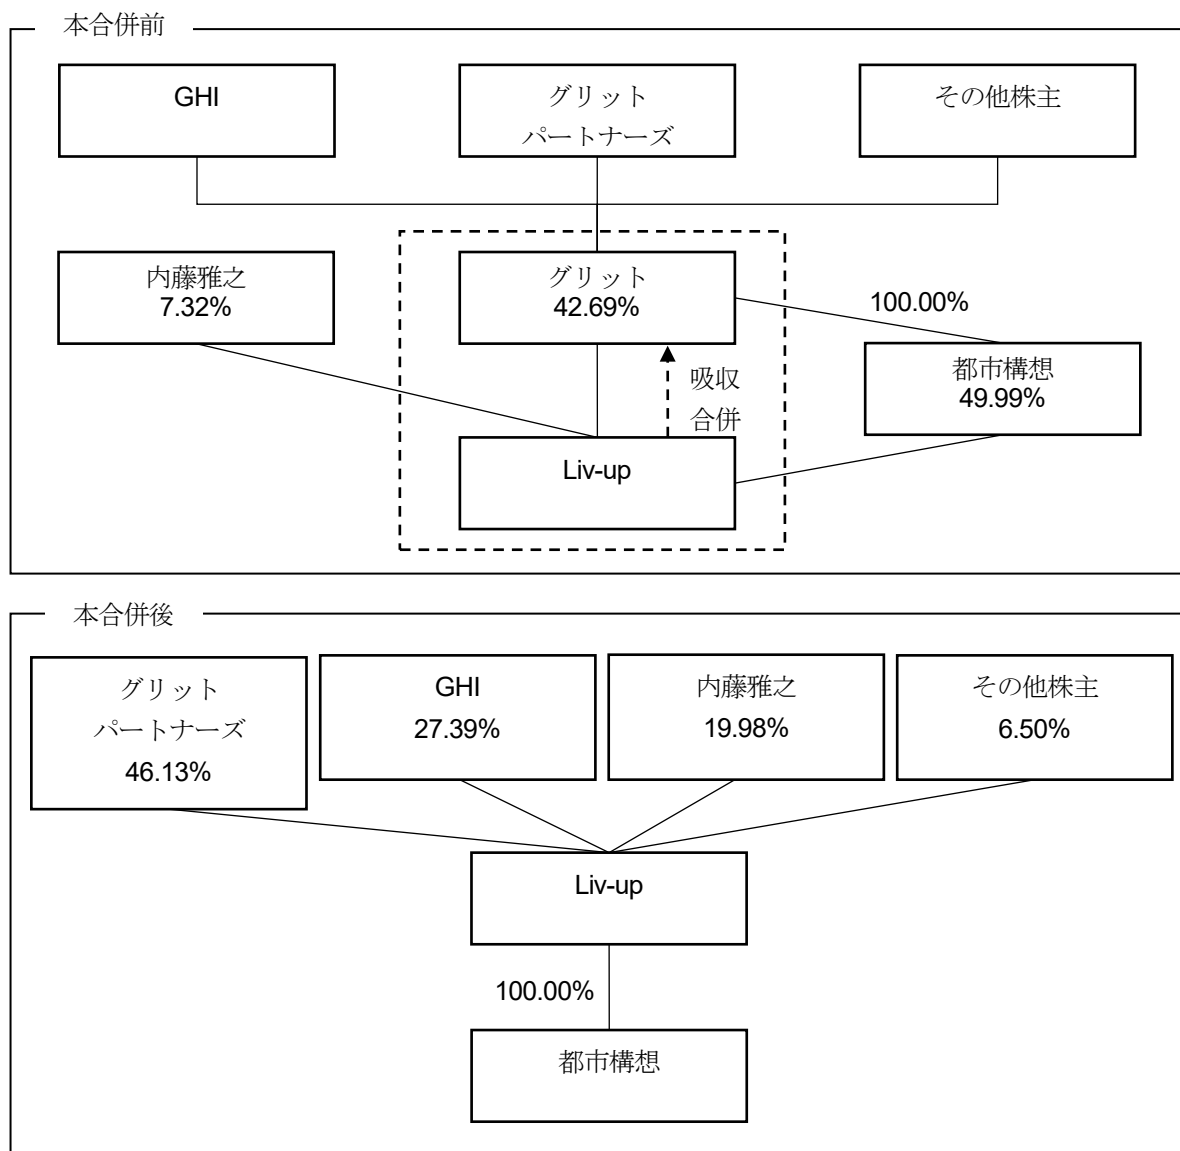 本合併前
GHI
グリット
パートナーズ
その他株主
内藤雅之
7.32%
グリット
42.69%
100.00%
都市構想
49.99%
吸収
合併
Liv-up
本合併後
グリット
パートナーズ
46.13%
GHI
27.39%
内藤雅之
19.98%
その他株主
6.50%
Liv-up
100.00%
都市構想